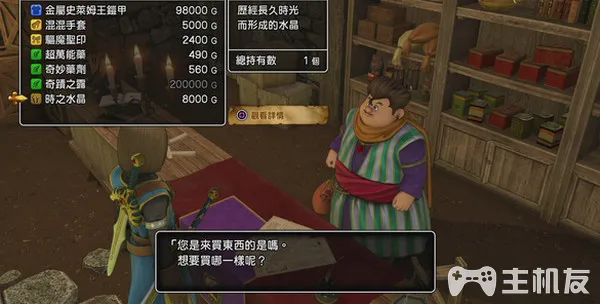 金屬史萊姆王鎧甲 98000 G
混混手套 5000 G
驅魔聖印 2400 G
超萬能藥 490 G
奇妙藥劑 560 G
奇蹟之露 200000 G
時之水晶 8000 G
歷經長久時光
而形成的水晶
總持有數 1 個
觀看詳情
「您是來買東西的是嗎。
想要買哪一樣呢？
主机友